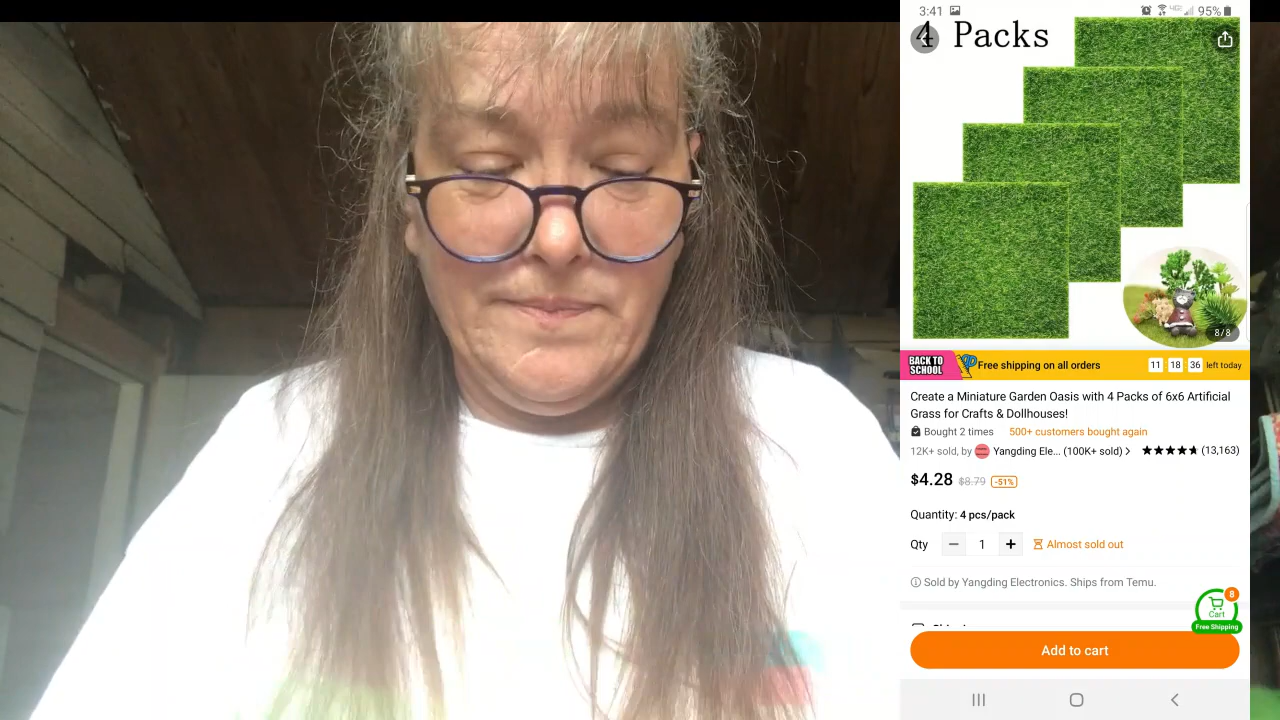 3:41
4G
95%
4 Packs
8/8
BACK TO
SCHOOL
Free shipping on all orders
11 18 36 left today
Create a Miniature Garden Oasis with 4 Packs of 6x6 Artificial
Grass for Crafts & Dollhouses!
Bought 2 times 500+ customers bought again
12K+ sold, by Yangding Ele... (100K+ sold) (13,163)
$4.28 $8.79 -51%
Quantity: 4 pcs/pack
Qty 1 Almost sold out
Sold by Yangding Electronics. Ships from Temu.
8
Cart
Free Shipping
Add to cart